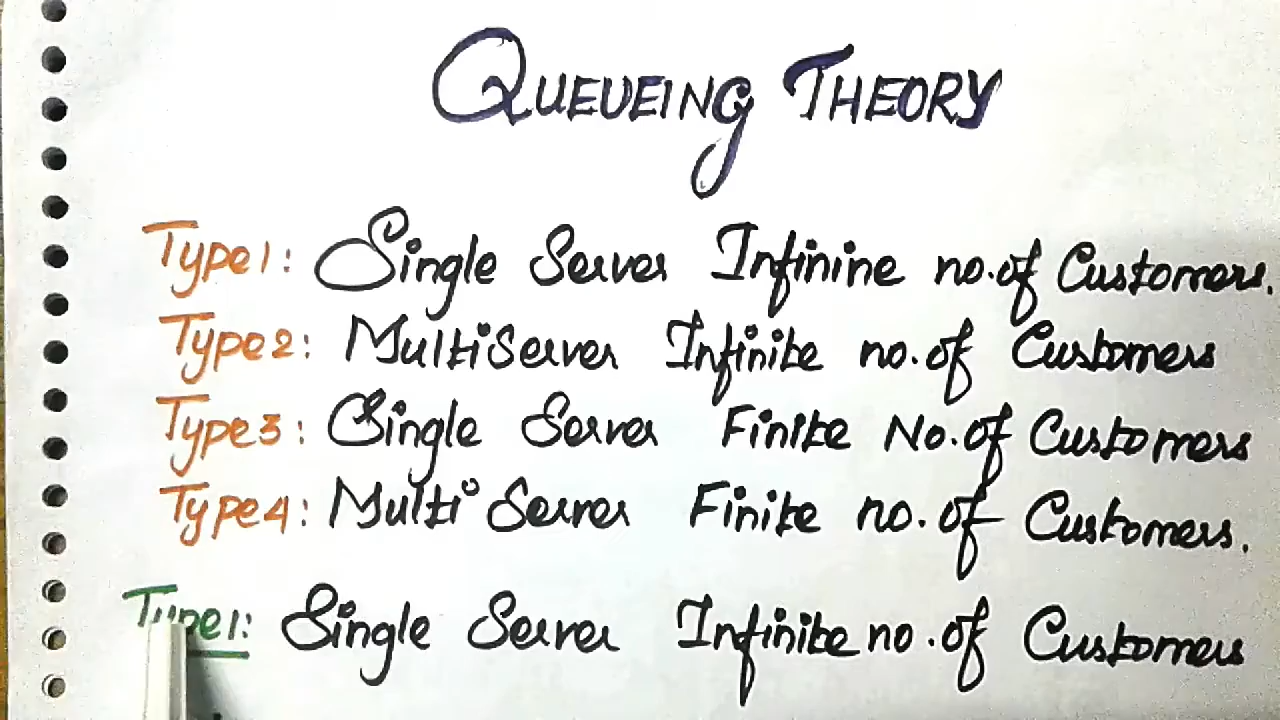 QUEUEING THEORY
Type1: Single Server Infinine no.of Customers.
Type2: MultiServer Infinite no.of Customers
Type3: Single Server Finite No.of Customers
Type4: Multi Server Finite no.of Customers.
Type1: Single Server Infinite no.of Customers